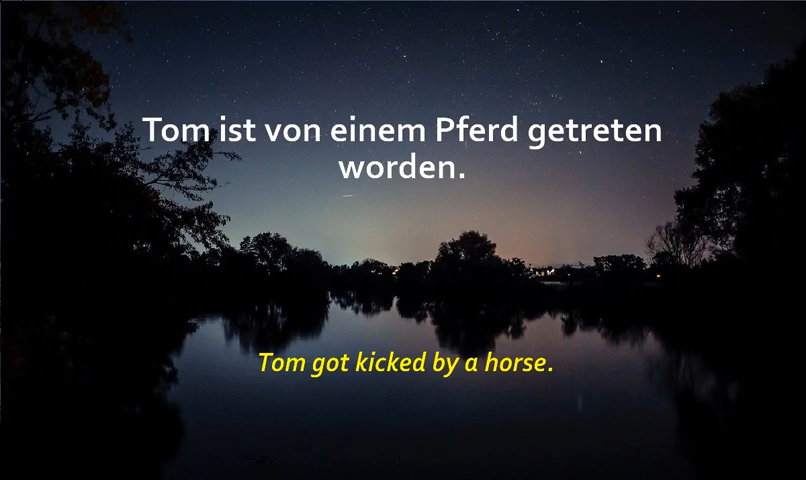 Tom ist von einem Pferd getreten
worden.
Tom got kicked by a horse.